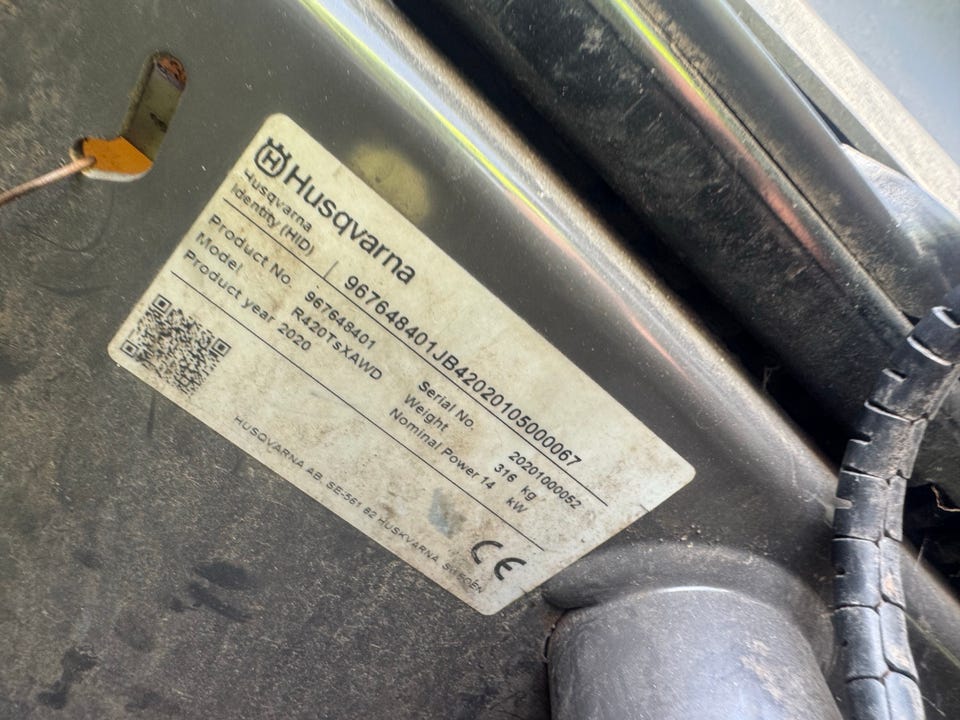 Husqvarna
Husqvarna
Identity (HID) 967648401JB42020105000067
Product No. 967648401 Serial No. 20201000052
Model R420TsXAWD Weight 316 kg
Product year 2020 Nominal Power 14 kW
HUSQVARNA AB, SE-561 82 HUSKVARNA, SWEDEN
CE